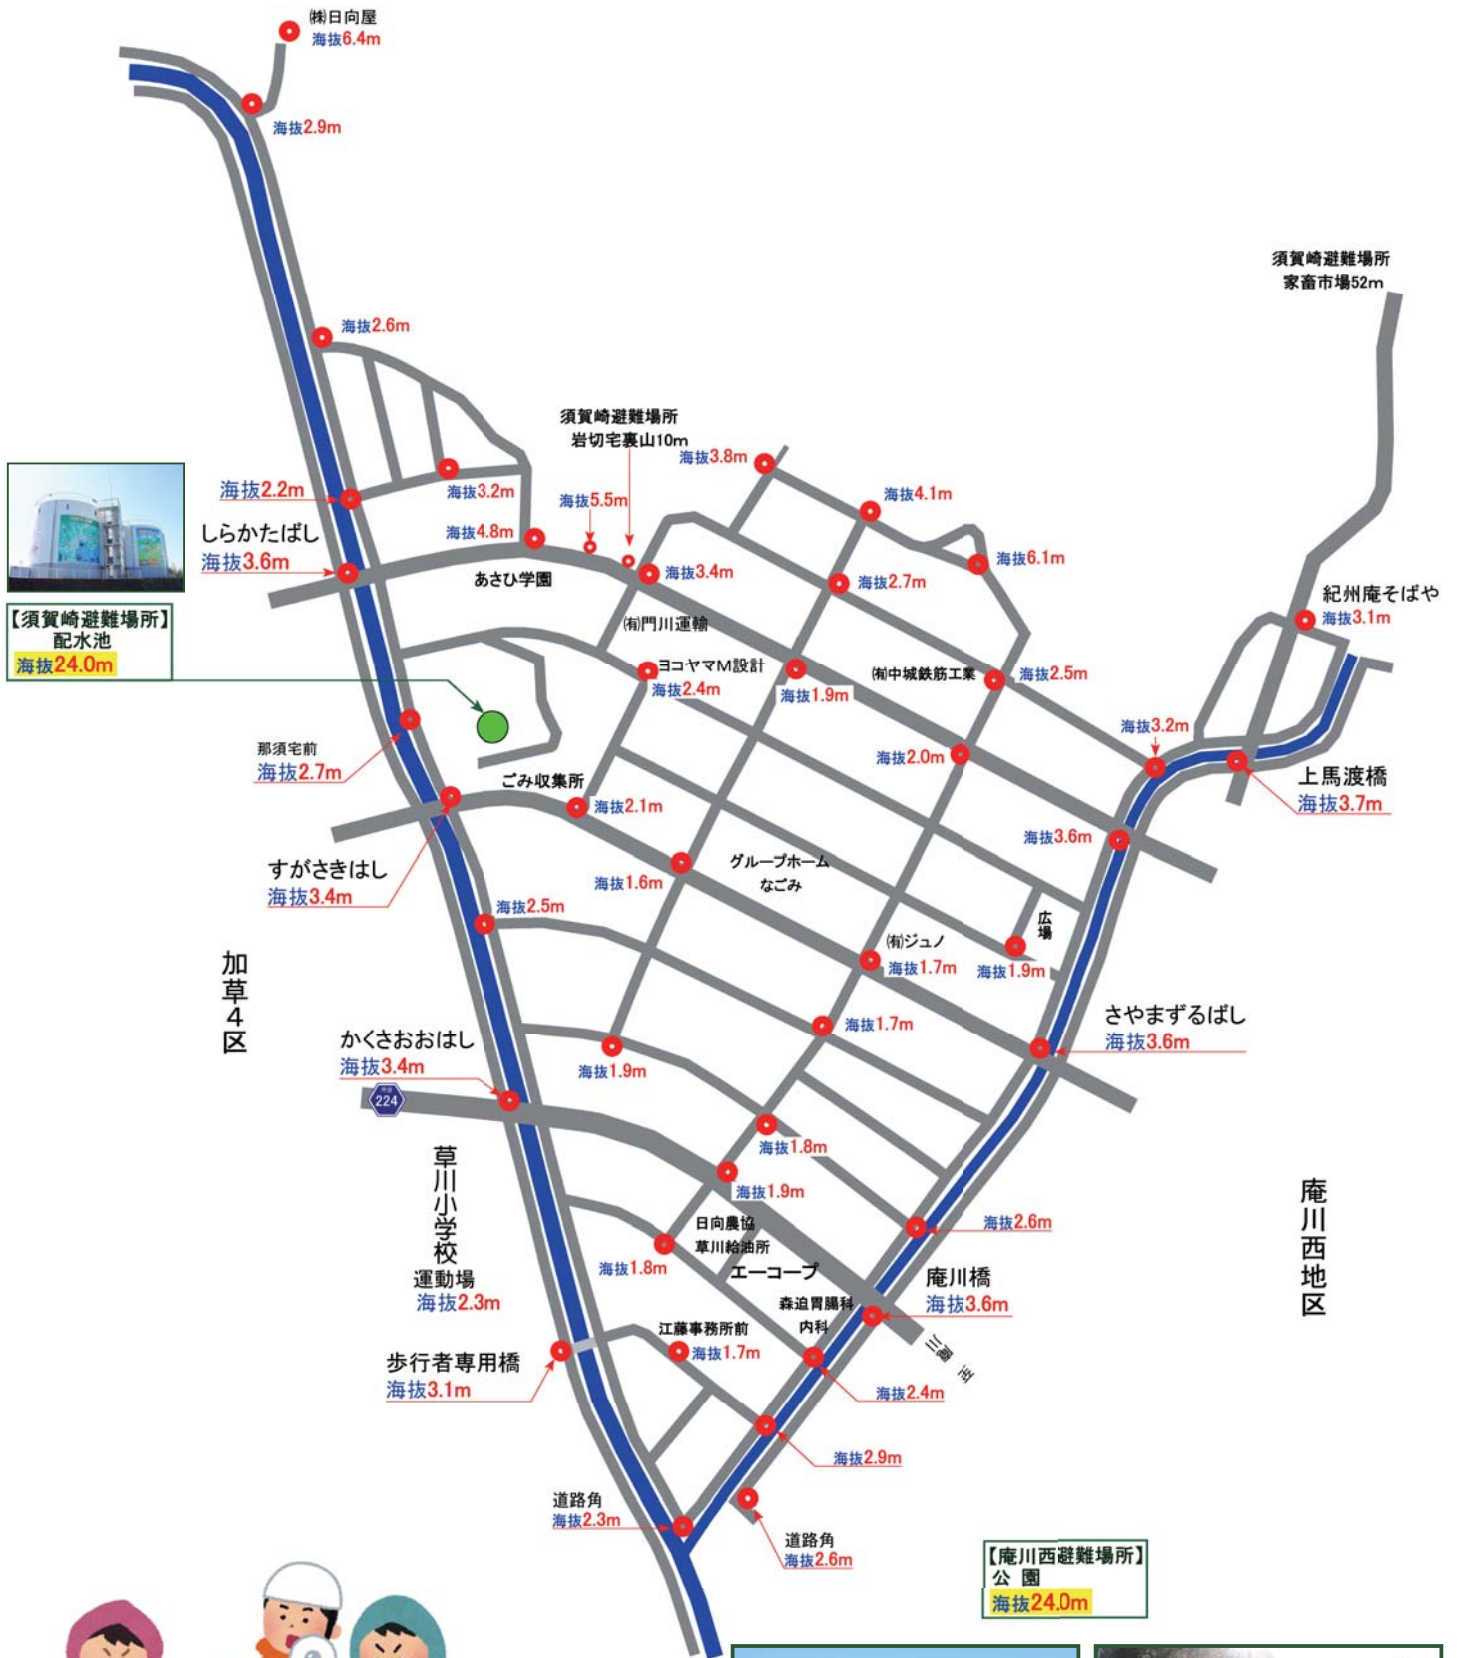 ㈱日向屋
海抜6.4m
海抜2.9m
須賀崎避難場所
家畜市場52m
海抜2.6m
須賀崎避難場所
岩切宅裏山10m
海抜3.8m
海抜2.2m
海抜3.2m
海抜5.5m
海抜4.1m
しらかたばし
海抜3.6m
海抜4.8m
あさひ学園
海抜3.4m
海抜2.7m
海抜6.1m
紀州庵そばや
海抜3.1m
【須賀崎避難場所】
配水池
海抜24.0m
㈲門川運輸
ヨコヤマM設計
海抜2.4m
海抜1.9m
㈲中城鉄筋工業
海抜2.5m
海抜3.2m
那須宅前
海抜2.7m
ごみ収集所
海抜2.1m
海抜2.0m
上馬渡橋
海抜3.7m
すがさきはし
海抜3.4m
海抜1.6m
グループホーム
なごみ
海抜3.6m
海抜2.5m
㈲ジュノ
海抜1.7m
広場
海抜1.9m
加草4区
かくさおおはし
海抜3.4m
224
海抜1.9m
海抜1.7m
さやまずるばし
海抜3.6m
草川小学校
運動場
海抜2.3m
海抜1.8m
海抜1.9m
日向農協
草川給油所
海抜1.8m
エーコープ
海抜2.6m
庵川西地区
庵川橋
海抜3.6m
森迫胃腸科
内科
江藤事務所前
海抜1.7m
歩行者専用橋
海抜3.1m
海抜2.4m
海抜2.9m
道路角
海抜2.3m
道路角
海抜2.6m
【庵川西避難場所】
公園
海抜24.0m